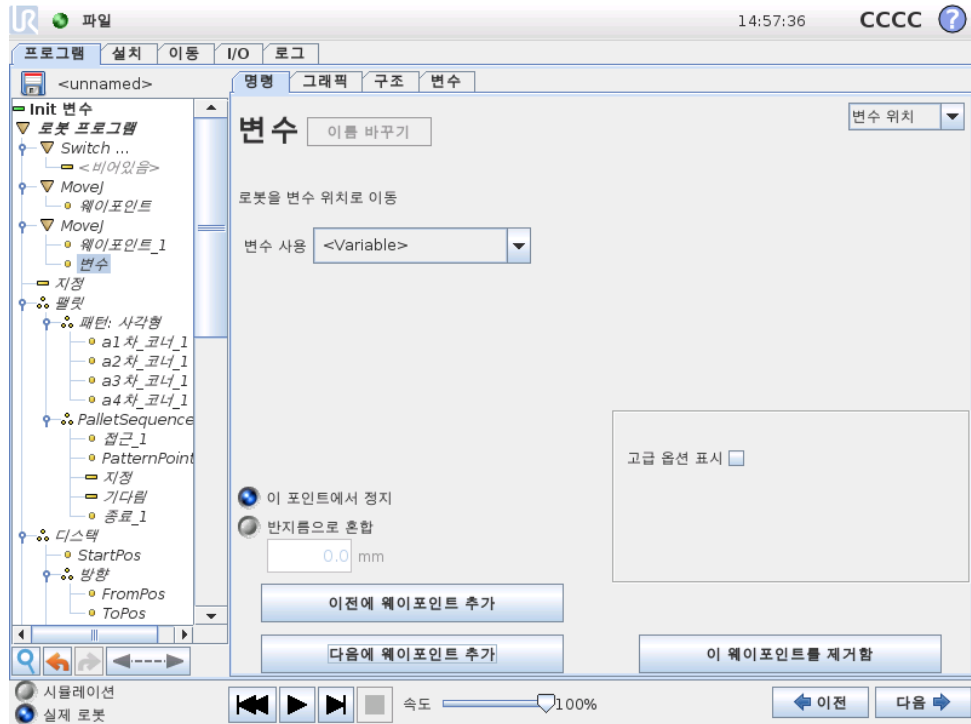 UR 파일 14:57:36 CCCC ?
프로그램 설치 이동 I/O 로그
<unnamed>
명령 그래픽 구조 변수
Init 변수
로봇 프로그램
Switch ...
<비어있음>
MoveJ
웨이포인트
MoveJ
웨이포인트_1
변수
지정
팰릿
패턴: 사각형
a1차_코너_1
a2차_코너_1
a3차_코너_1
a4차_코너_1
PalletSequence
접근_1
PatternPoint
지정
기다림
종료_1
디스택
StartPos
방향
FromPos
ToPos
변수 이름 바꾸기
변수 위치
로봇을 변수 위치로 이동
변수 사용 <Variable>
고급 옵션 표시
이 포인트에서 정지
반지름으로 혼합
0.0 mm
이전에 웨이포인트 추가
다음에 웨이포인트 추가
이 웨이포인트를 제거함
시뮬레이션
실제 로봇
속도 100%
이전 다음